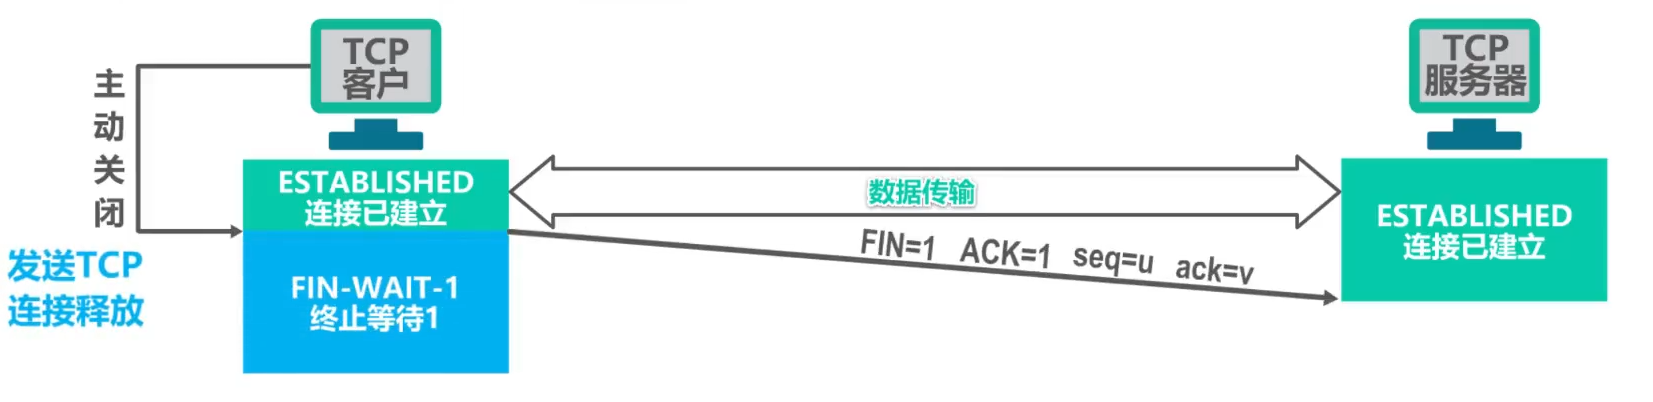 TCP
客户
TCP
服务器
主动关闭
ESTABLISHED
连接已建立
数据传输
ESTABLISHED
连接已建立
FIN=1 ACK=1 seq=u ack=v
发送TCP
连接释放
FIN-WAIT-1
终止等待1